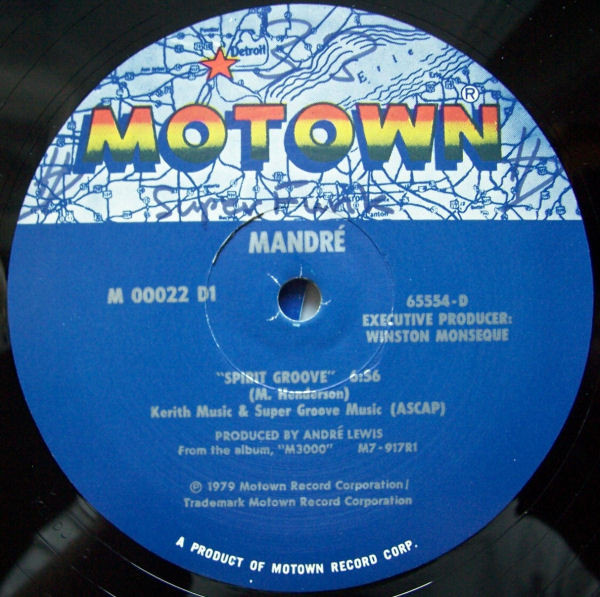 Detroit
35
Erie
MOTOWN®
Super Funk
Canton
MANDRÉ
M 00022 D1
65554-D
EXECUTIVE PRODUCER:
WINSTON MONSEQUE
"SPIRIT GROOVE" 6:56
(M. Henderson)
Kerith Music & Super Groove Music (ASCAP)
PRODUCED BY ANDRÉ LEWIS
From the album, "M3000" M7-917R1
℗ 1979 Motown Record Corporation/
Trademark Motown Record Corporation
A PRODUCT OF MOTOWN RECORD CORP.